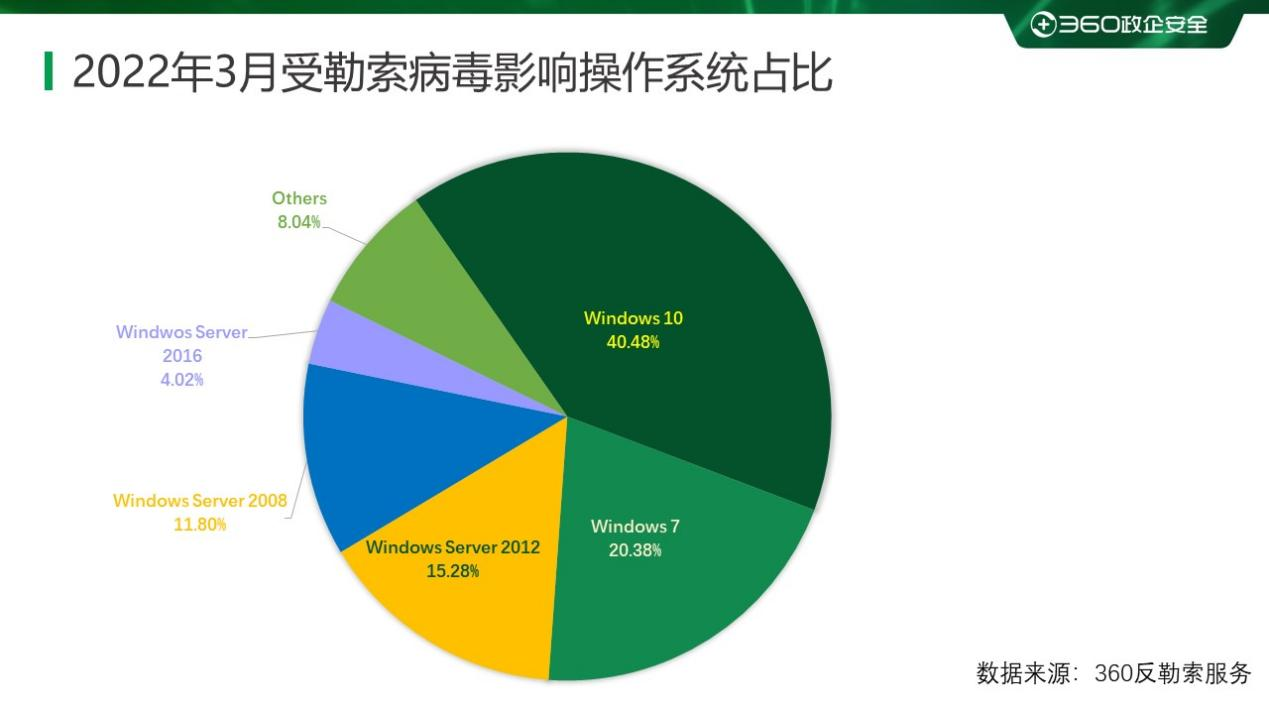 360政企安全
2022年3月受勒索病毒影响操作系统占比
Others
8.04%
Windows 10
40.48%
Windwos Server
2016
4.02%
Windows Server 2008
11.80%
Windows 7
20.38%
Windows Server 2012
15.28%
数据来源：360反勒索服务